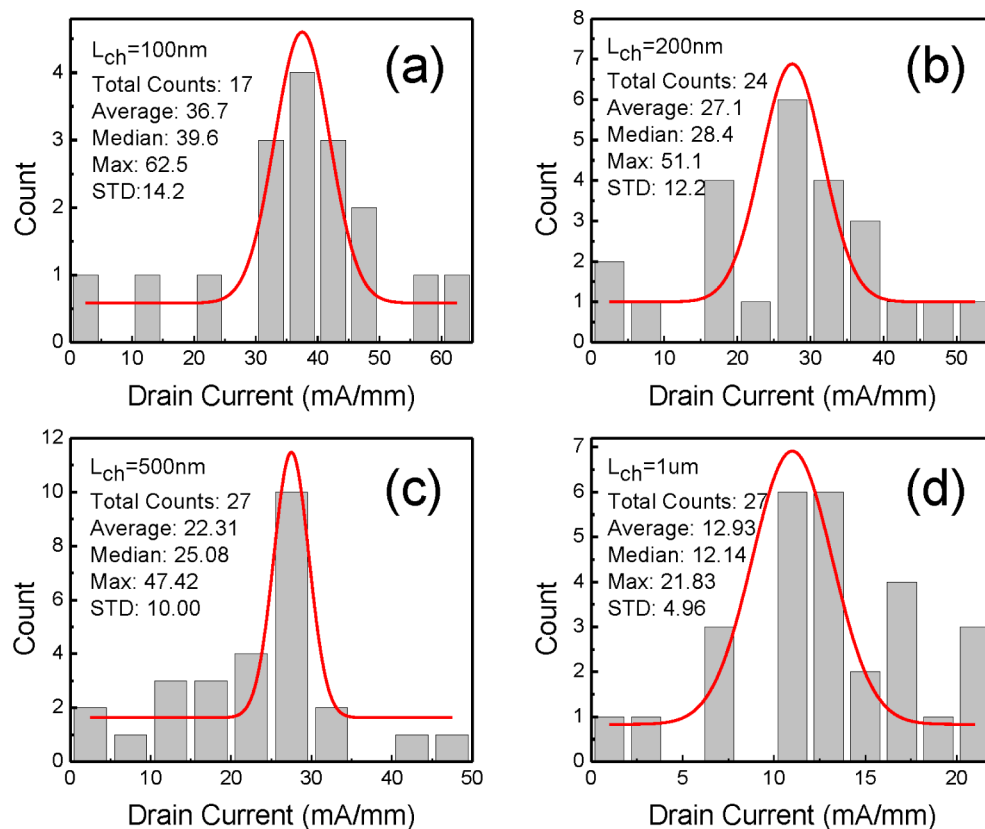 L_ch=100nm
(a)
Total Counts: 17
Average: 36.7
Median: 39.6
Max: 62.5
STD:14.2
Count
4
3
2
1
0
0 10 20 30 40 50 60
Drain Current (mA/mm)
L_ch=200nm
(b)
Total Counts: 24
Average: 27.1
Median: 28.4
Max: 51.1
STD: 12.2
Count
8
7
6
5
4
3
2
1
0
0 10 20 30 40 50
Drain Current (mA/mm)
L_ch=500nm
(c)
Total Counts: 27
Average: 22.31
Median: 25.08
Max: 47.42
STD: 10.00
Count
12
10
8
6
4
2
0
0 10 20 30 40 50
Drain Current (mA/mm)
L_ch=1um
(d)
Total Counts: 27
Average: 12.93
Median: 12.14
Max: 21.83
STD: 4.96
Count
7
6
5
4
3
2
1
0
0 5 10 15 20
Drain Current (mA/mm)